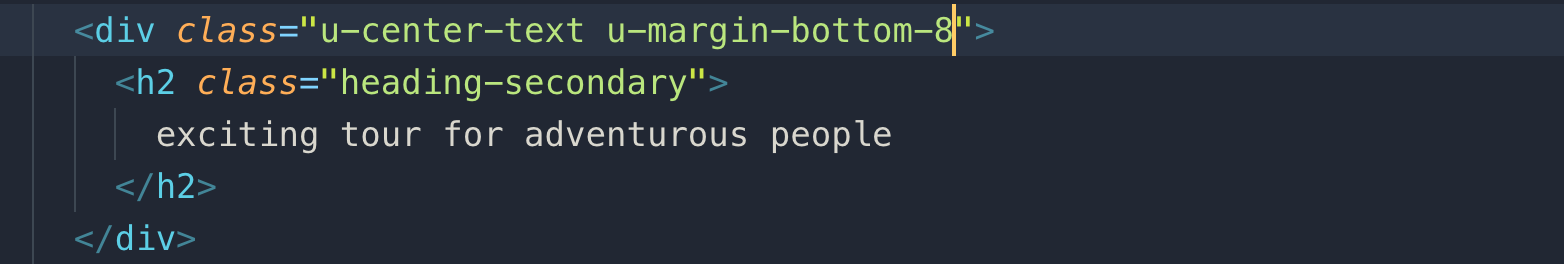 <div class="u-center-text u-margin-bottom-8">
<h2 class="heading-secondary">
exciting tour for adventurous people
</h2>
</div>